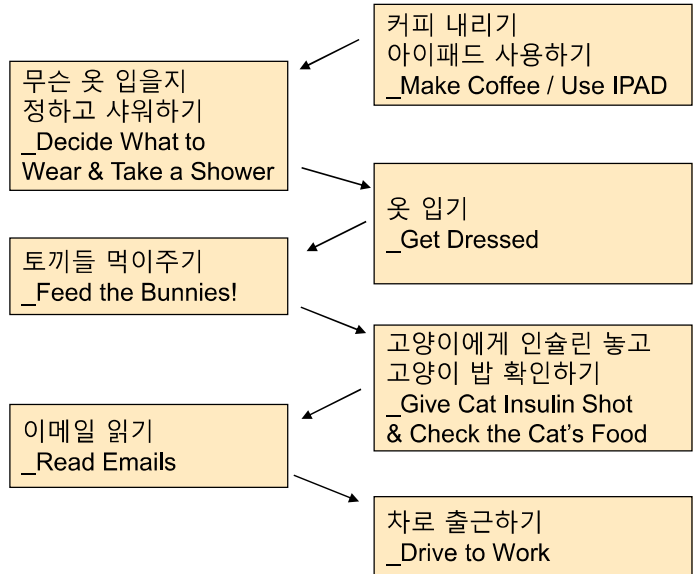 커피 내리기
아이패드 사용하기
_Make Coffee / Use IPAD
무슨 옷 입을지
정하고 샤워하기
_Decide What to
Wear & Take a Shower
옷 입기
_Get Dressed
토끼들 먹이주기
_Feed the Bunnies!
고양이에게 인슐린 놓고
고양이 밥 확인하기
_Give Cat Insulin Shot
& Check the Cat's Food
이메일 읽기
_Read Emails
차로 출근하기
_Drive to Work